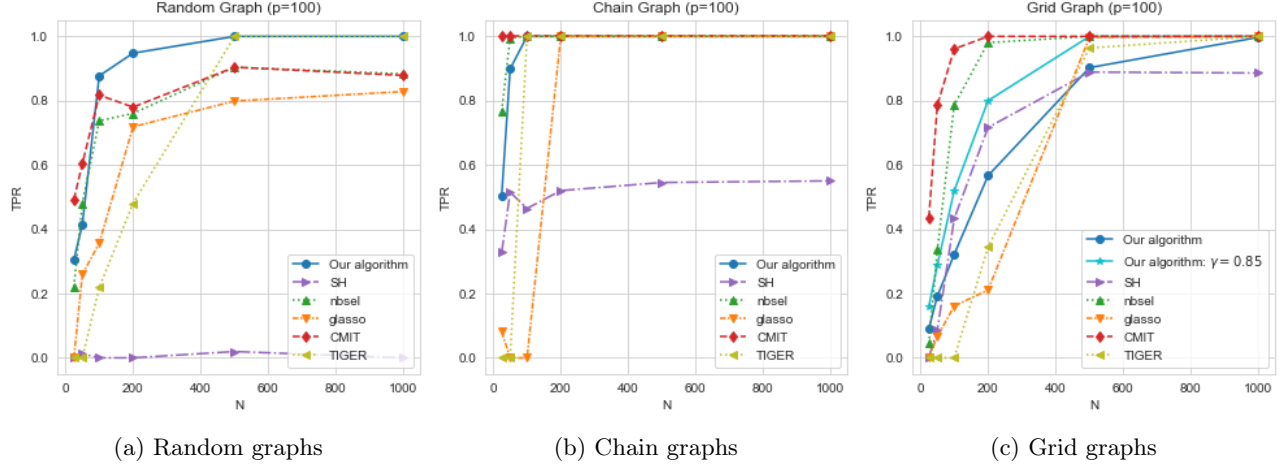 Random Graph (p=100)
TPR
1.0
0.8
0.6
0.4
0.2
0.0
Our algorithm
SH
nbsel
glasso
CMIT
TIGER
0
200
400
600
800
1000
N
(a) Random graphs
Chain Graph (p=100)
TPR
1.0
0.8
0.6
0.4
0.2
0.0
Our algorithm
SH
nbsel
glasso
CMIT
TIGER
0
200
400
600
800
1000
N
(b) Chain graphs
Grid Graph (p=100)
TPR
1.0
0.8
0.6
0.4
0.2
0.0
Our algorithm
Our algorithm: γ = 0.85
SH
nbsel
glasso
CMIT
TIGER
0
200
400
600
800
1000
N
(c) Grid graphs